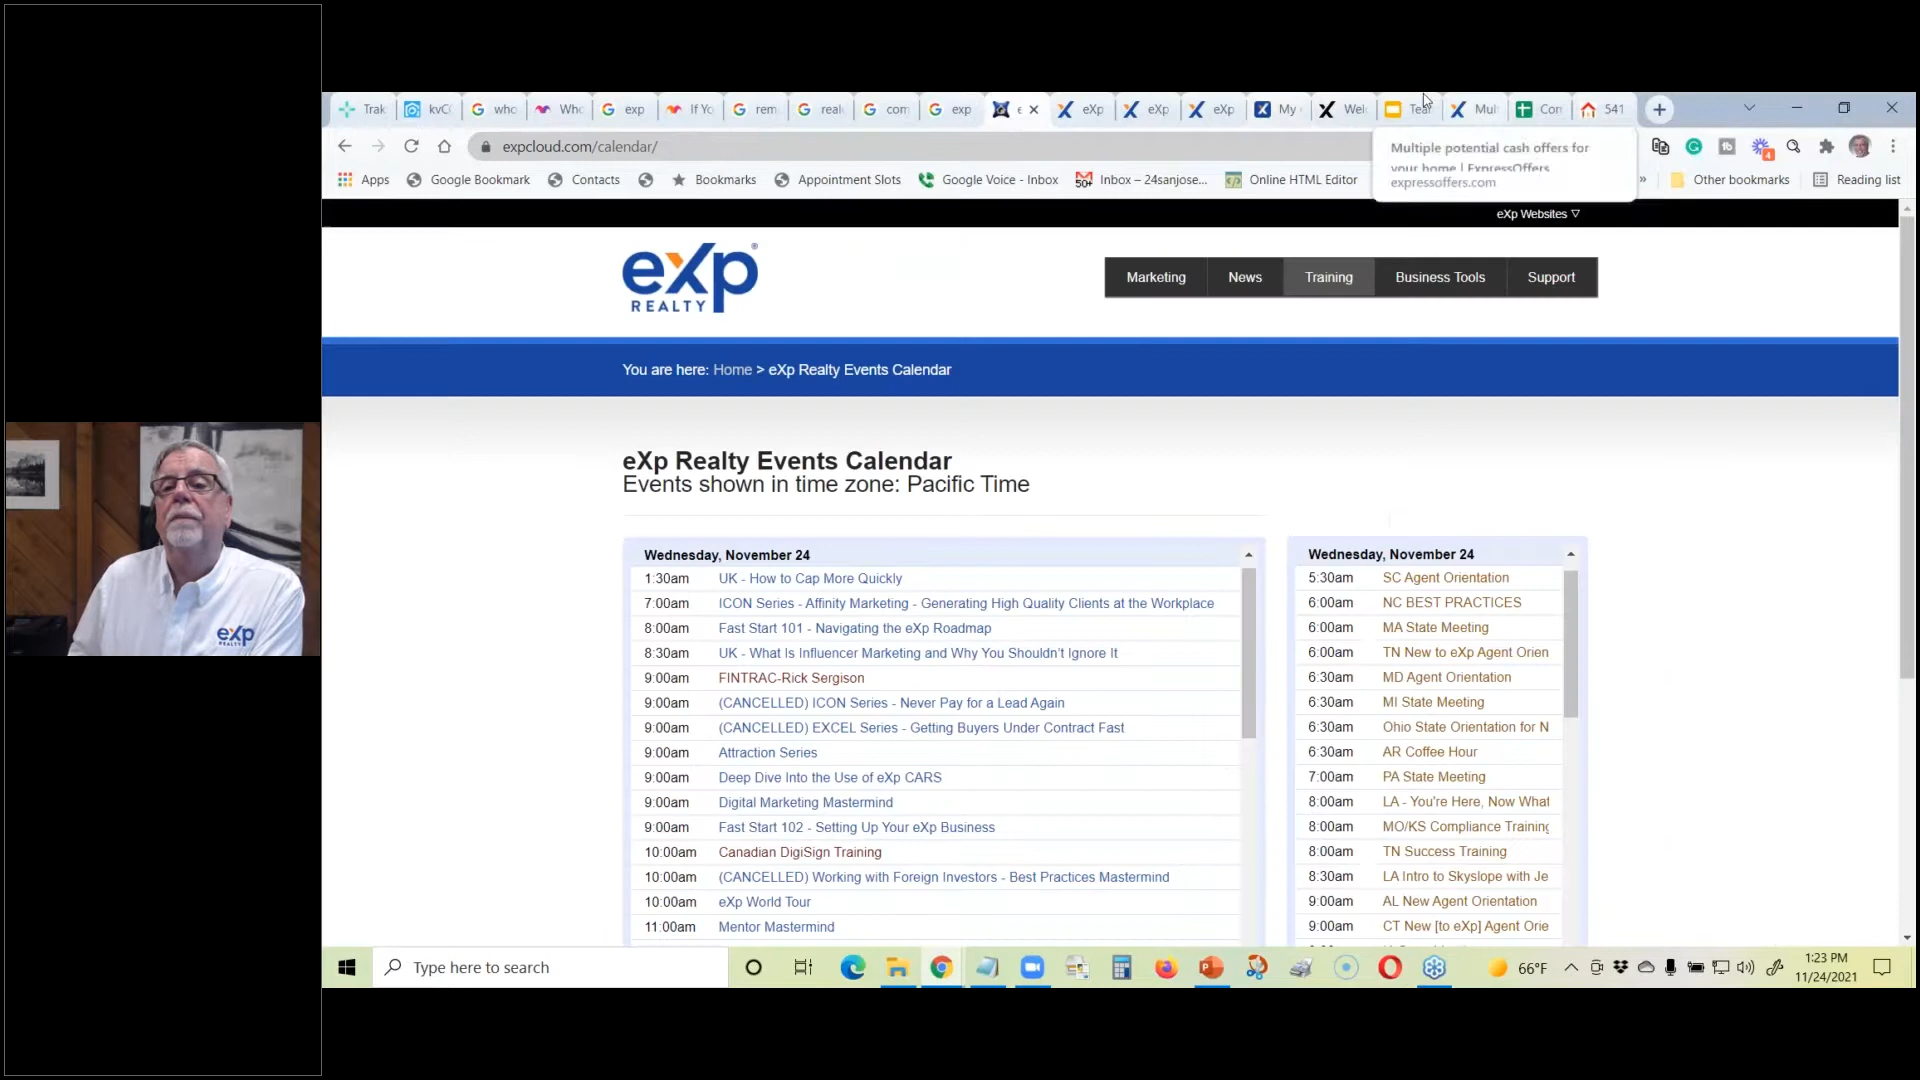 Trak
kvC
who
Who
exp
If Yo
rem
real
com
exp
e
eXp
eXp
eXp
My
Wel
Tea
Mul
Con
541
expcloud.com/calendar/
Multiple potential cash offers for
your home | ExpressOffers
expressoffers.com
4
Apps
Google Bookmark
Contacts
Bookmarks
Appointment Slots
Google Voice - Inbox
50+
Inbox – 24sanjose...
Online HTML Editor
»
Other bookmarks
Reading list
eXp Websites ▽
eXp
REALTY
Marketing
News
Training
Business Tools
Support
You are here: Home > eXp Realty Events Calendar
eXp Realty Events Calendar
Events shown in time zone: Pacific Time
Wednesday, November 24
1:30am UK - How to Cap More Quickly
7:00am ICON Series - Affinity Marketing - Generating High Quality Clients at the Workplace
8:00am Fast Start 101 - Navigating the eXp Roadmap
8:30am UK - What Is Influencer Marketing and Why You Shouldn't Ignore It
9:00am FINTRAC-Rick Sergison
9:00am (CANCELLED) ICON Series - Never Pay for a Lead Again
9:00am (CANCELLED) EXCEL Series - Getting Buyers Under Contract Fast
9:00am Attraction Series
9:00am Deep Dive Into the Use of eXp CARS
9:00am Digital Marketing Mastermind
9:00am Fast Start 102 - Setting Up Your eXp Business
10:00am Canadian DigiSign Training
10:00am (CANCELLED) Working with Foreign Investors - Best Practices Mastermind
10:00am eXp World Tour
11:00am Mentor Mastermind
Wednesday, November 24
5:30am SC Agent Orientation
6:00am NC BEST PRACTICES
6:00am MA State Meeting
6:00am TN New to eXp Agent Orien
6:30am MD Agent Orientation
6:30am MI State Meeting
6:30am Ohio State Orientation for N
6:30am AR Coffee Hour
7:00am PA State Meeting
8:00am LA - You're Here, Now What
8:00am MO/KS Compliance Training
8:00am TN Success Training
8:30am LA Intro to Skyslope with Je
9:00am AL New Agent Orientation
9:00am CT New [to eXp] Agent Orie
eXp
REALTY
Type here to search
66°F
1:23 PM
11/24/2021